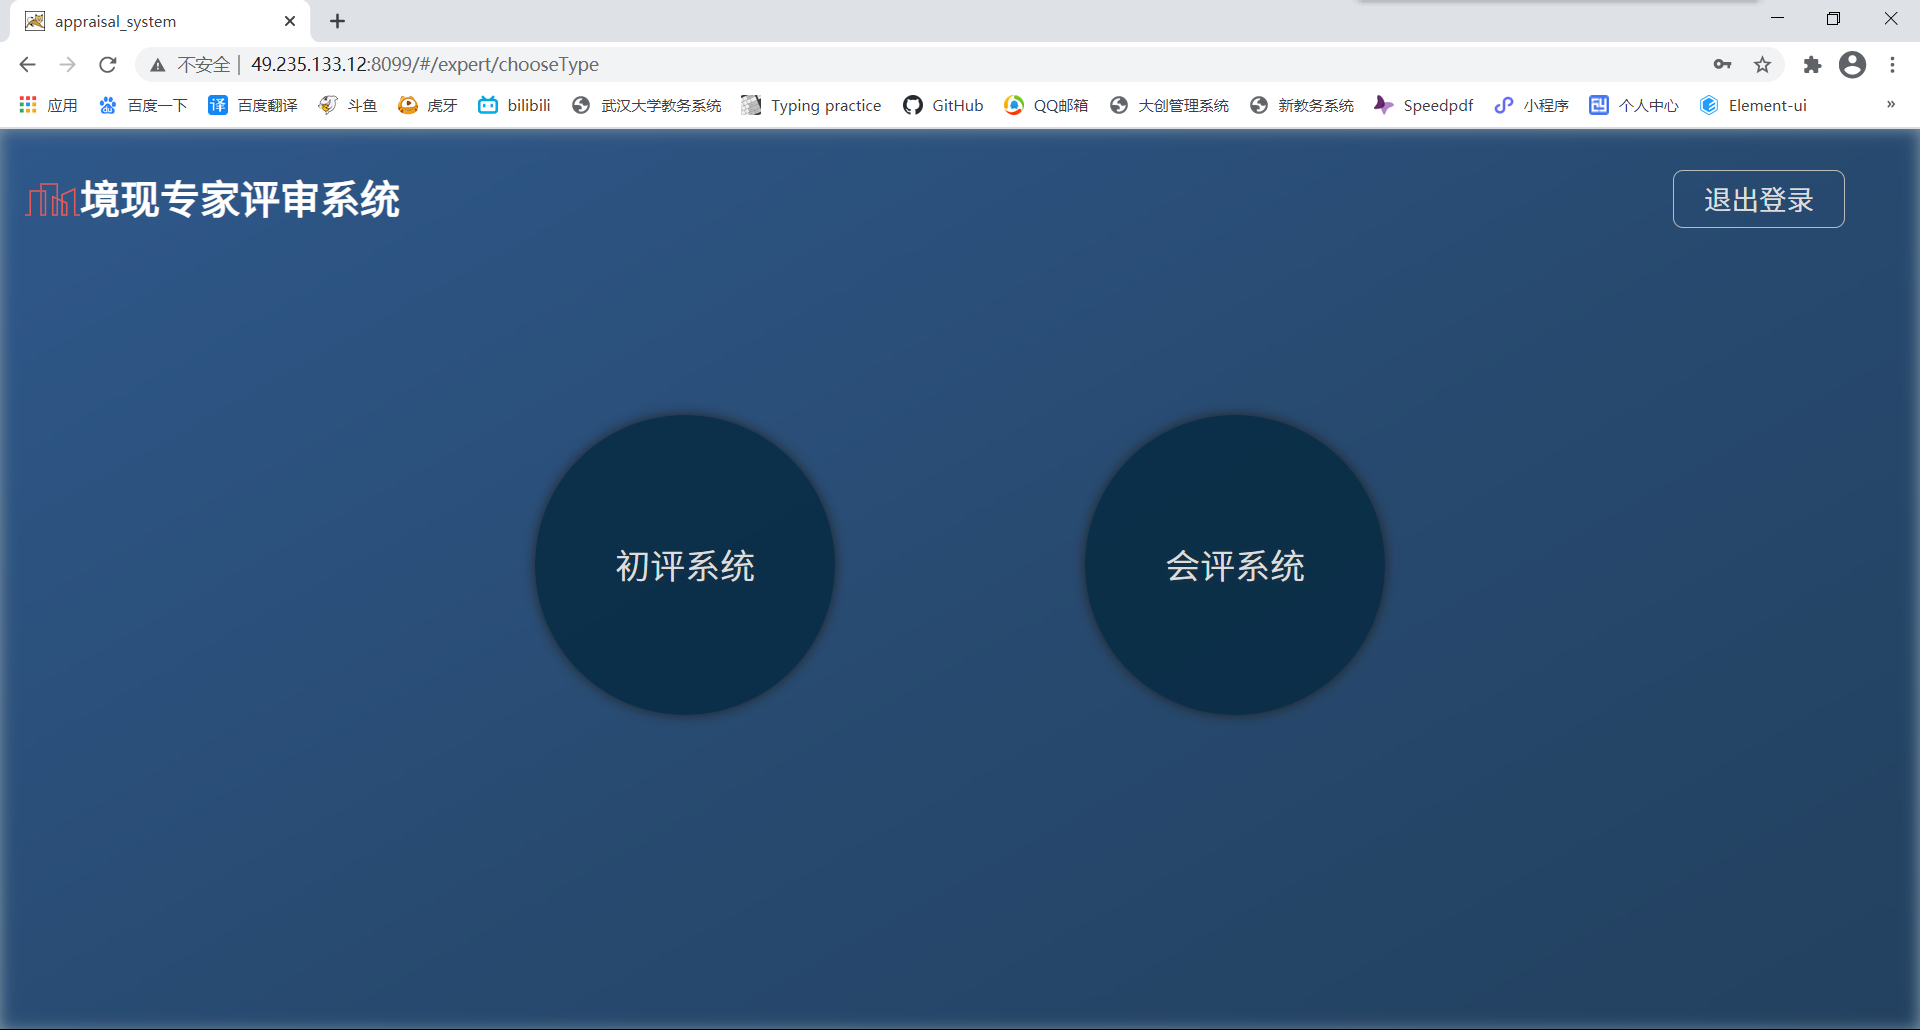 appraisal_system
不安全 | 49.235.133.12:8099/#/expert/chooseType
应用 百度一下 译 百度翻译 斗鱼 虎牙 bilibili 武汉大学教务系统 Typing practice GitHub QQ邮箱 大创管理系统 新教务系统 Speedpdf 小程序 个人中心 Element-ui »
境现专家评审系统
退出登录
初评系统
会评系统